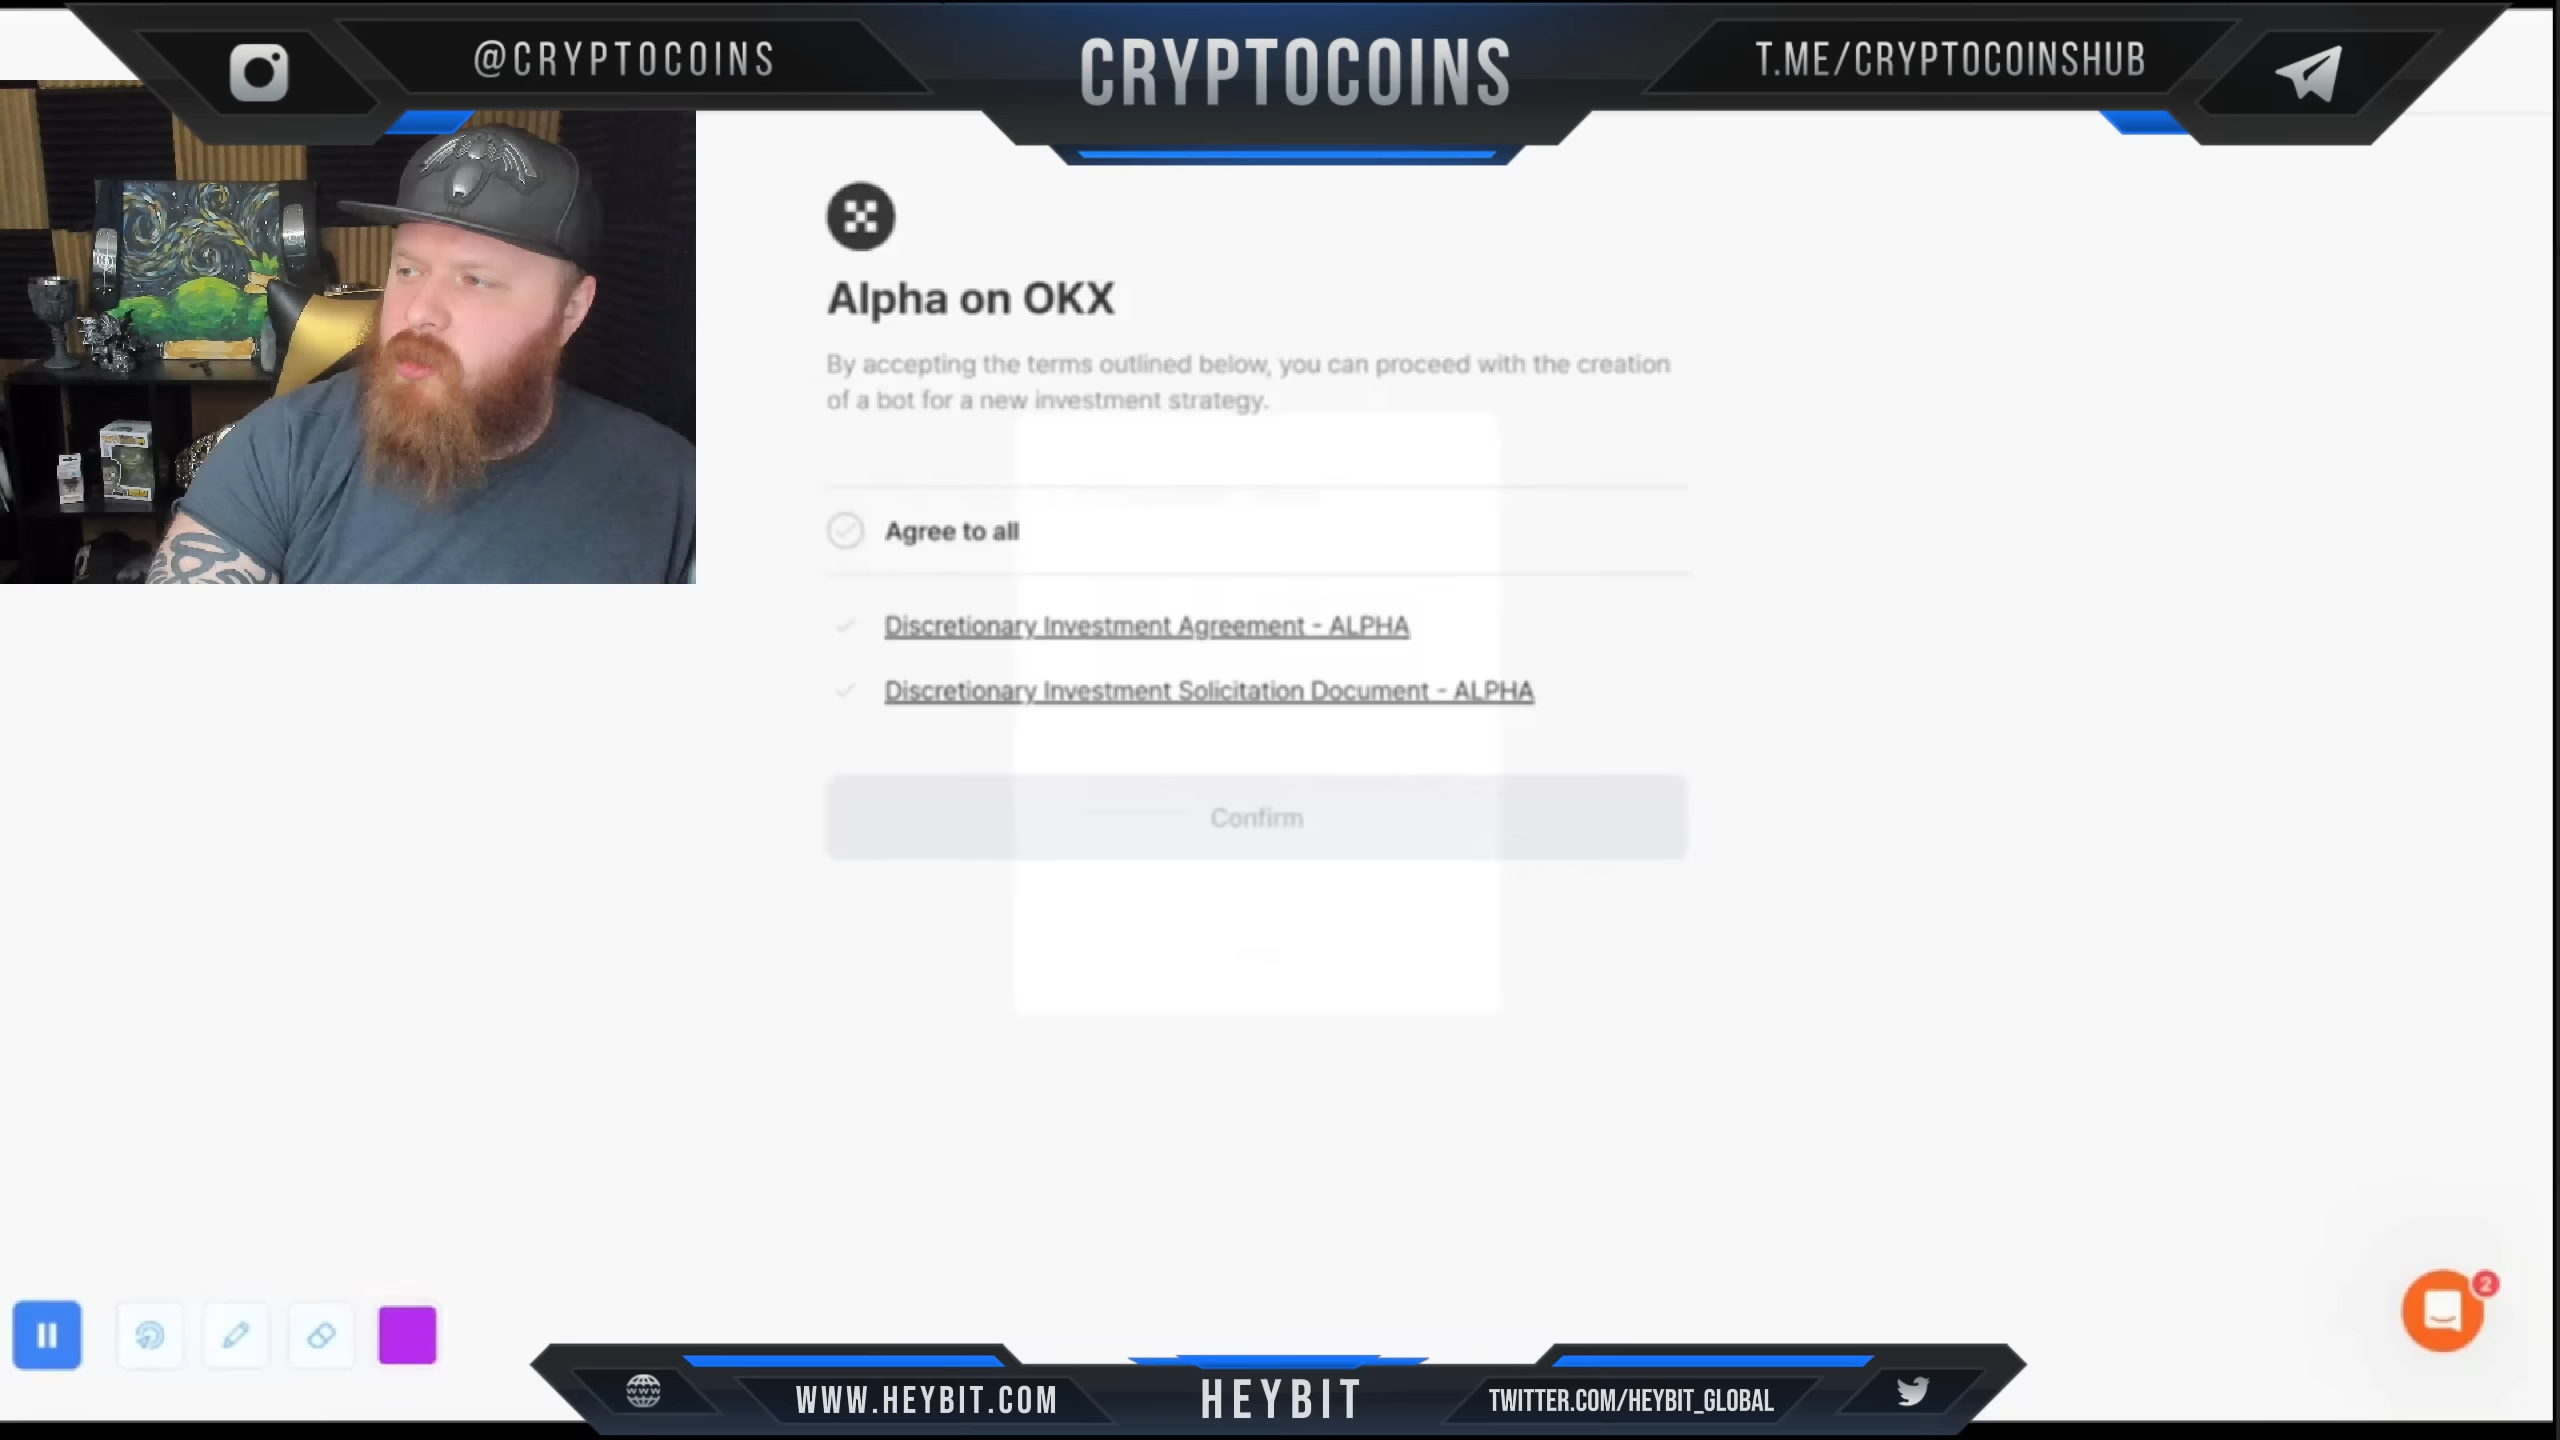 @CRYPTOCOINS
CRYPTOCOINS
T.ME/CRYPTOCOINSHUB
Alpha on OKX
By accepting the terms outlined below, you can proceed with the creation
of a bot for a new investment strategy.
Agree to all
Discretionary Investment Agreement - ALPHA
Discretionary Investment Solicitation Document - ALPHA
Confirm
2
WWW.HEYBIT.COM
HEYBIT
TWITTER.COM/HEYBIT_GLOBAL